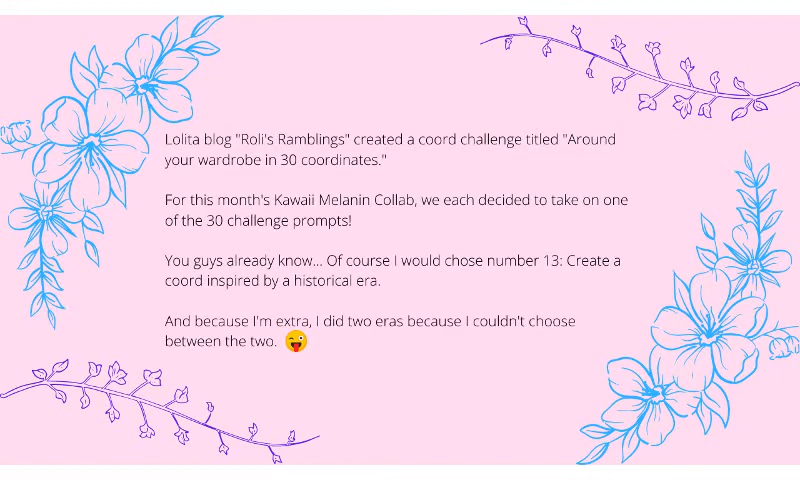 Lolita blog "Roli's Ramblings" created a coord challenge titled "Around
your wardrobe in 30 coordinates."
For this month's Kawaii Melanin Collab, we each decided to take on one
of the 30 challenge prompts!
You guys already know... Of course I would chose number 13: Create a
coord inspired by a historical era.
And because I'm extra, I did two eras because I couldn't choose
between the two. 😜